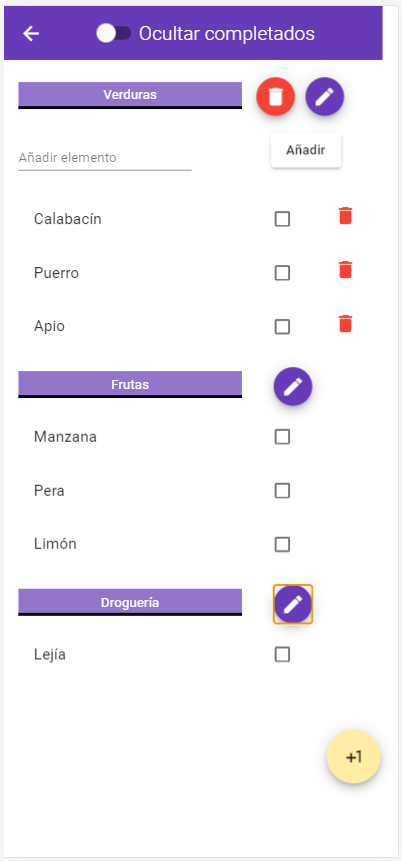 Ocultar completados
Verduras
Añadir elemento
Añadir
Calabacín
Puerro
Apio
Frutas
Manzana
Pera
Limón
Droguería
Lejía
+1